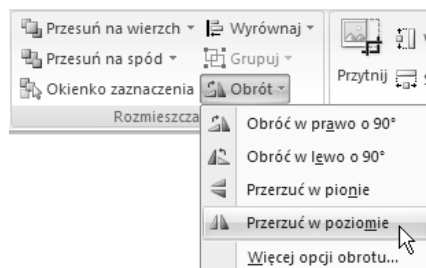 Przesuń na wierzch
Wyrównaj
Przesuń na spód
Grupuj
Okienko zaznaczenia
Obrót
Przytnij
Rozmieszcza
Obróć w prawo o 90°
Obróć w lewo o 90°
Przerzuć w pionie
Przerzuć w poziomie
Więcej opcji obrotu...